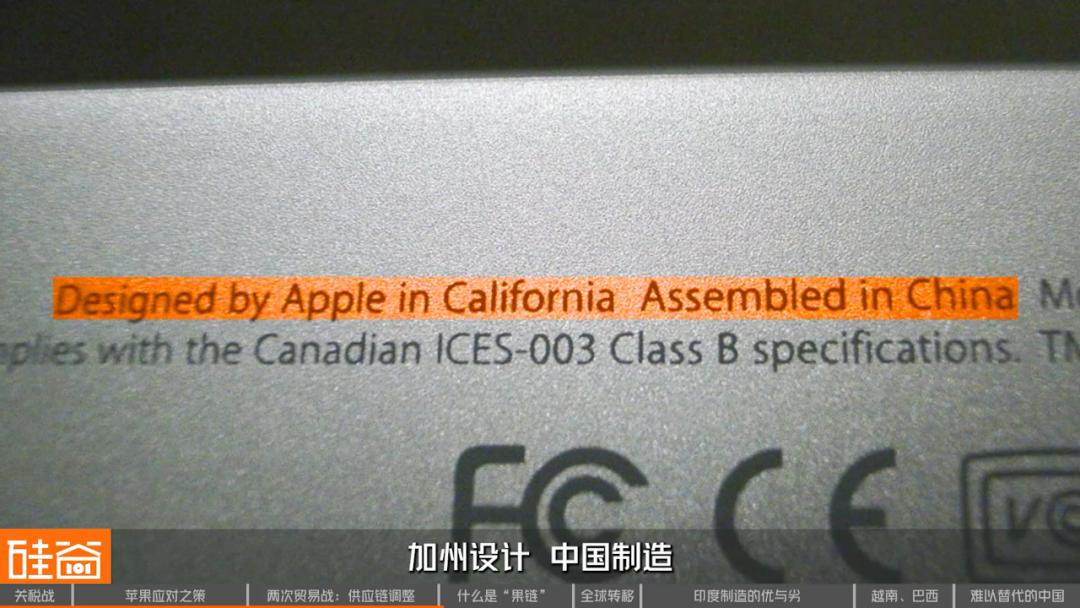 Designed by Apple in California Assembled in China
with the Canadian ICES-003 Class B specifications.
FC CE
硅谷
101
加州设计 中国制造
关税战 苹果应对之策 两次贸易战：供应链调整 什么是“果链” 全球转移 印度制造的优与劣 越南、巴西 难以替代的中国